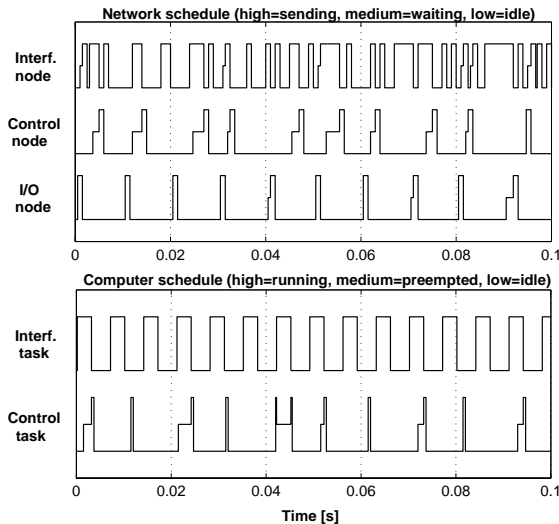 Network schedule (high=sending, medium=waiting, low=idle)
Interf.
node
Control
node
I/O
node
0 0.02 0.04 0.06 0.08 0.1
Computer schedule (high=running, medium=preempted, low=idle)
Interf.
task
Control
task
0 0.02 0.04 0.06 0.08 0.1
Time [s]